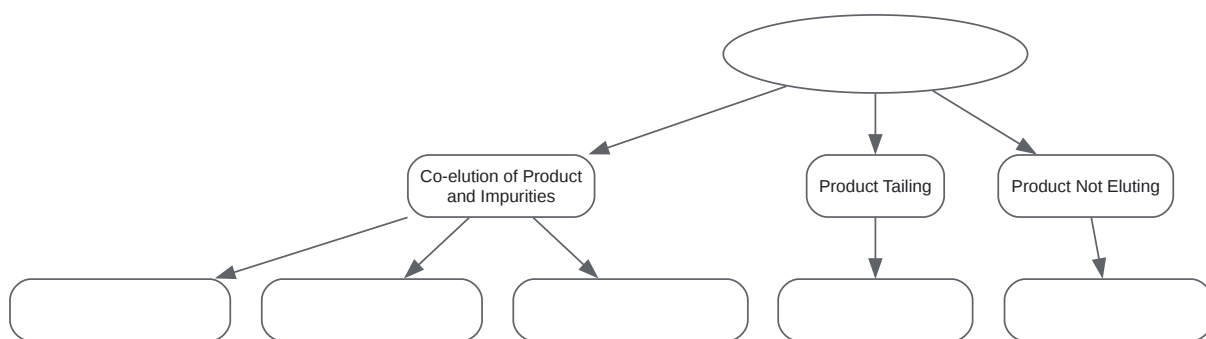 Co-elution of Product
and Impurities
Product Tailing
Product Not Eluting